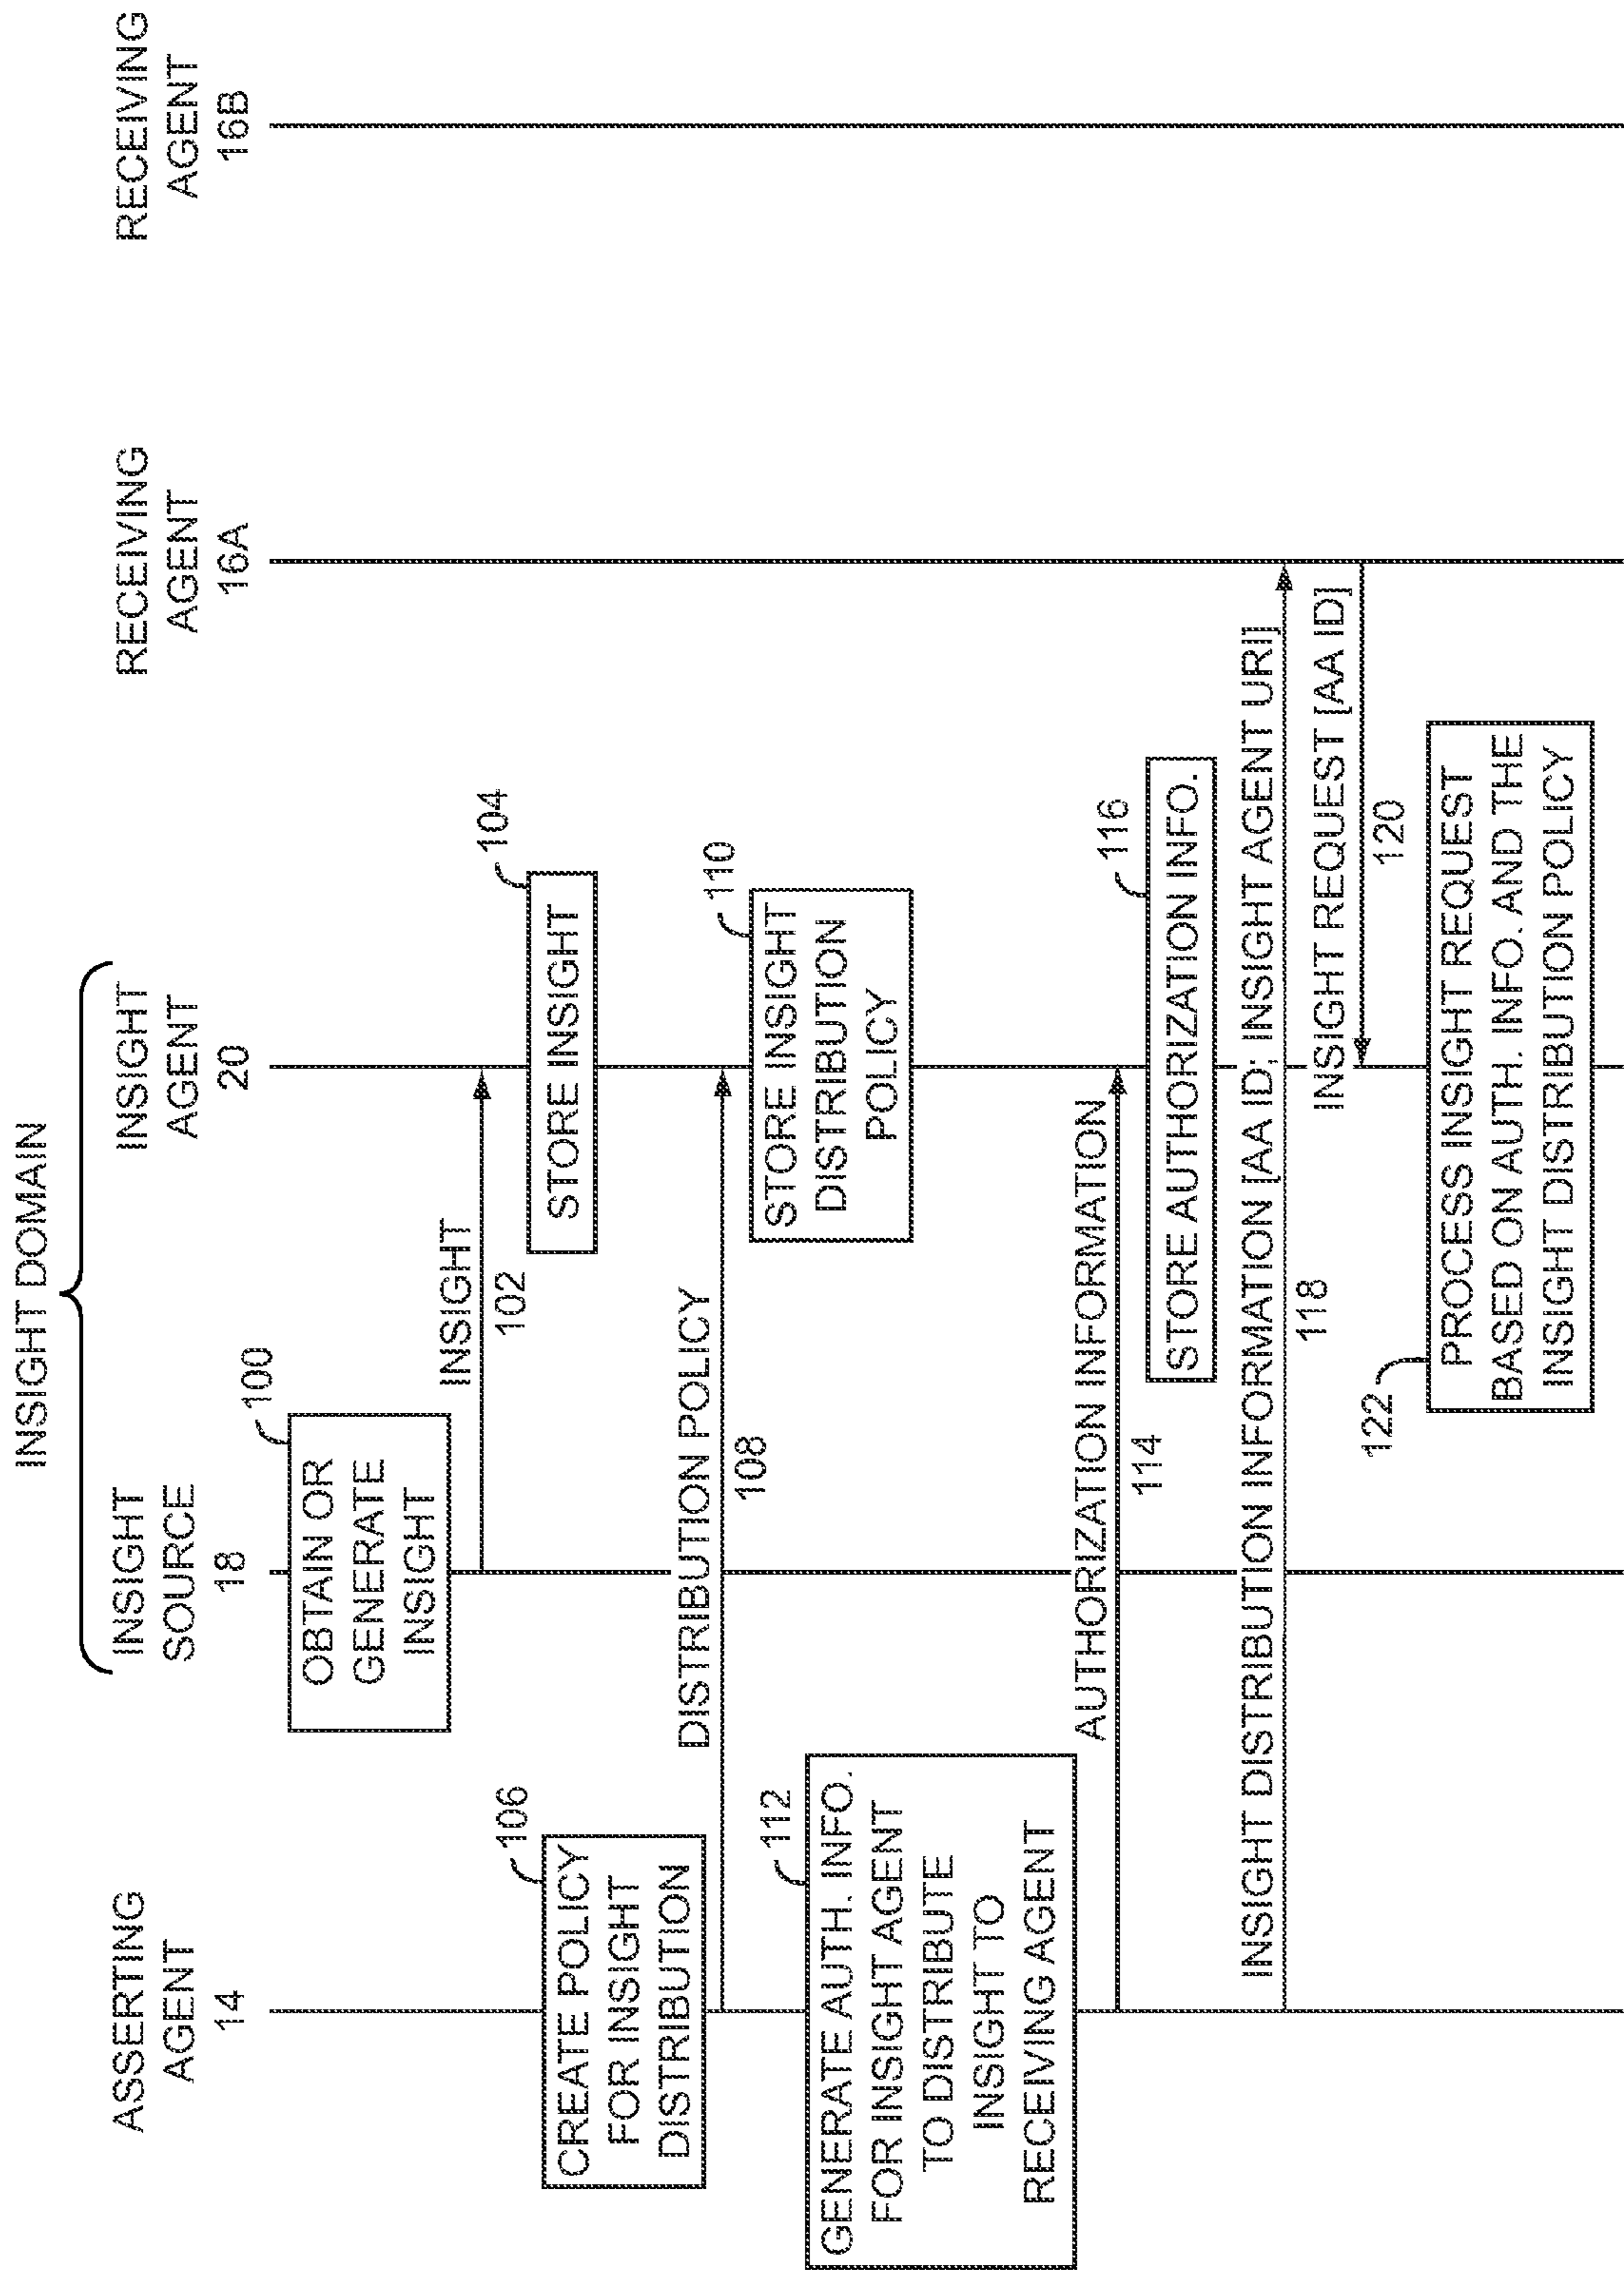 INSIGHT DOMAIN
ASSERTING
AGENT
14
INSIGHT
SOURCE
18
INSIGHT
AGENT
20
RECEIVING
AGENT
16A
RECEIVING
AGENT
16B
100
OBTAIN OR
GENERATE
INSIGHT
INSIGHT
102
104
STORE INSIGHT
106
CREATE POLICY
FOR INSIGHT
DISTRIBUTION
DISTRIBUTION POLICY
108
110
STORE INSIGHT
DISTRIBUTION
POLICY
112
GENERATE AUTH. INFO.
FOR INSIGHT AGENT
TO DISTRIBUTE
INSIGHT TO
RECEIVING AGENT
AUTHORIZATION INFORMATION
114
116
STORE AUTHORIZATION INFO.
INSIGHT DISTRIBUTION INFORMATION [AA ID; INSIGHT AGENT URI]
118
INSIGHT REQUEST [AA ID]
120
122
PROCESS INSIGHT REQUEST
BASED ON AUTH. INFO. AND THE
INSIGHT DISTRIBUTION POLICY